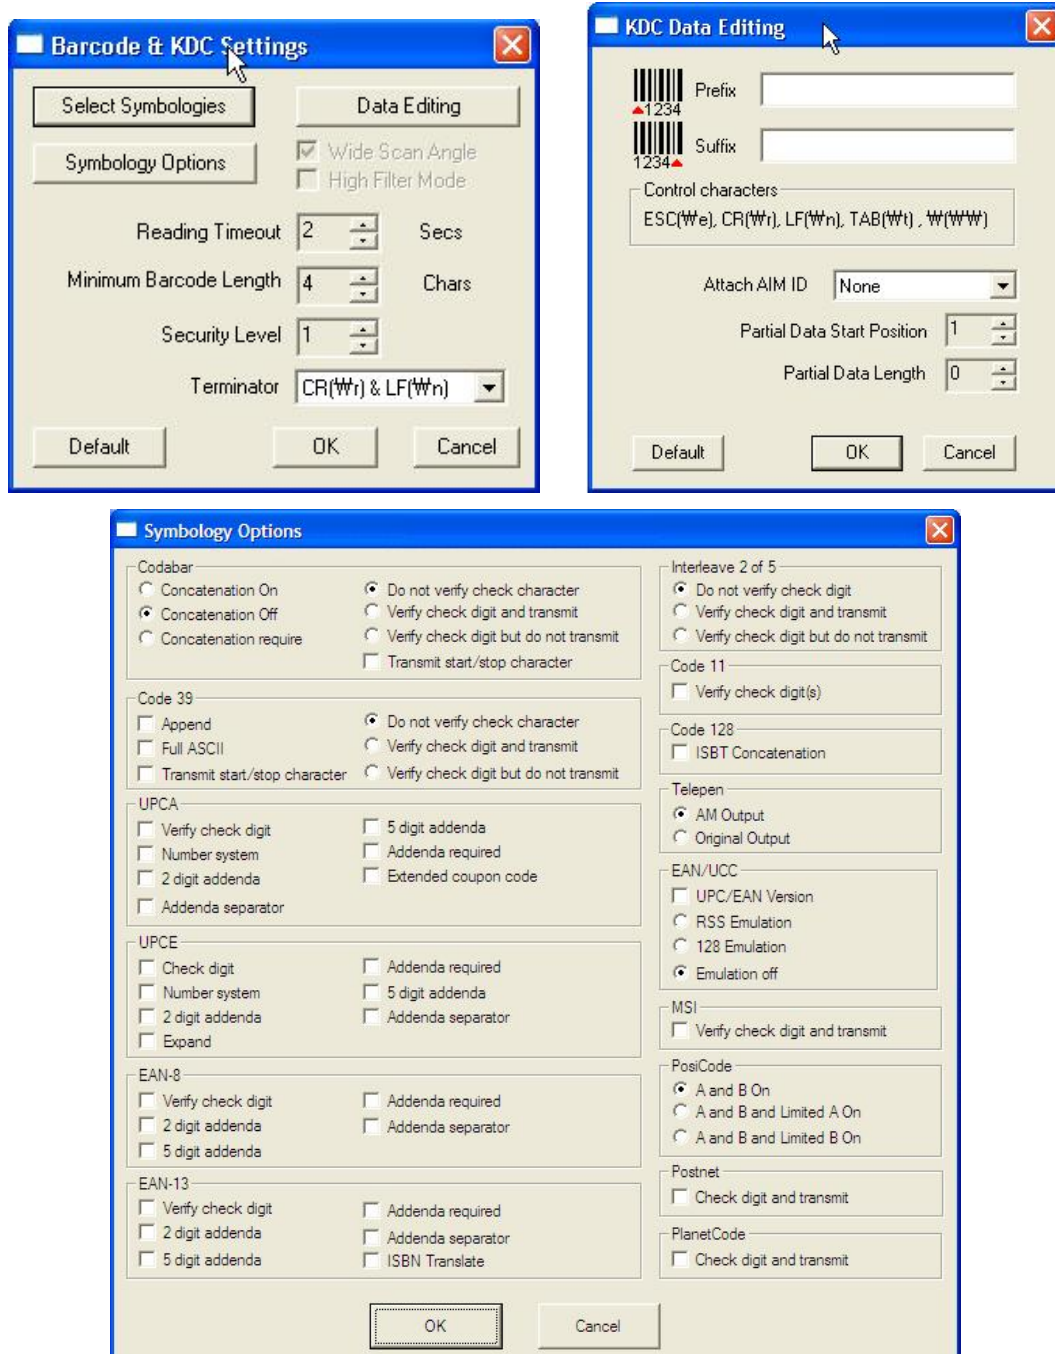 Barcode & KDC Settings
Select Symbologies
Data Editing
Symbology Options
Wide Scan Angle
High Filter Mode
Reading Timeout 2 Secs
Minimum Barcode Length 4 Chars
Security Level 1
Terminator CR(₩r) & LF(₩n)
Default OK Cancel
KDC Data Editing
1234 Prefix
1234 Suffix
Control characters
ESC(₩e), CR(₩r), LF(₩n), TAB(₩t) , ₩(₩₩)
Attach AIM ID None
Partial Data Start Position 1
Partial Data Length 0
Default OK Cancel
Symbology Options
Codabar
Concatenation On
Concatenation Off
Concatenation require
Do not verify check character
Verify check digit and transmit
Verify check digit but do not transmit
Transmit start/stop character
Code 39
Append
Full ASCII
Transmit start/stop character
Do not verify check character
Verify check digit and transmit
Verify check digit but do not transmit
UPCA
Verify check digit
Number system
2 digit addenda
Addenda separator
5 digit addenda
Addenda required
Extended coupon code
UPCE
Check digit
Number system
2 digit addenda
Expand
Addenda required
5 digit addenda
Addenda separator
EAN-8
Verify check digit
2 digit addenda
5 digit addenda
Addenda required
Addenda separator
EAN-13
Verify check digit
2 digit addenda
5 digit addenda
Addenda required
Addenda separator
ISBN Translate
Interleave 2 of 5
Do not verify check digit
Verify check digit and transmit
Verify check digit but do not transmit
Code 11
Verify check digit(s)
Code 128
ISBT Concatenation
Telepen
AM Output
Original Output
EAN/UCC
UPC/EAN Version
RSS Emulation
128 Emulation
Emulation off
MSI
Verify check digit and transmit
PosiCode
A and B On
A and B and Limited A On
A and B and Limited B On
Postnet
Check digit and transmit
PlanetCode
Check digit and transmit
OK Cancel